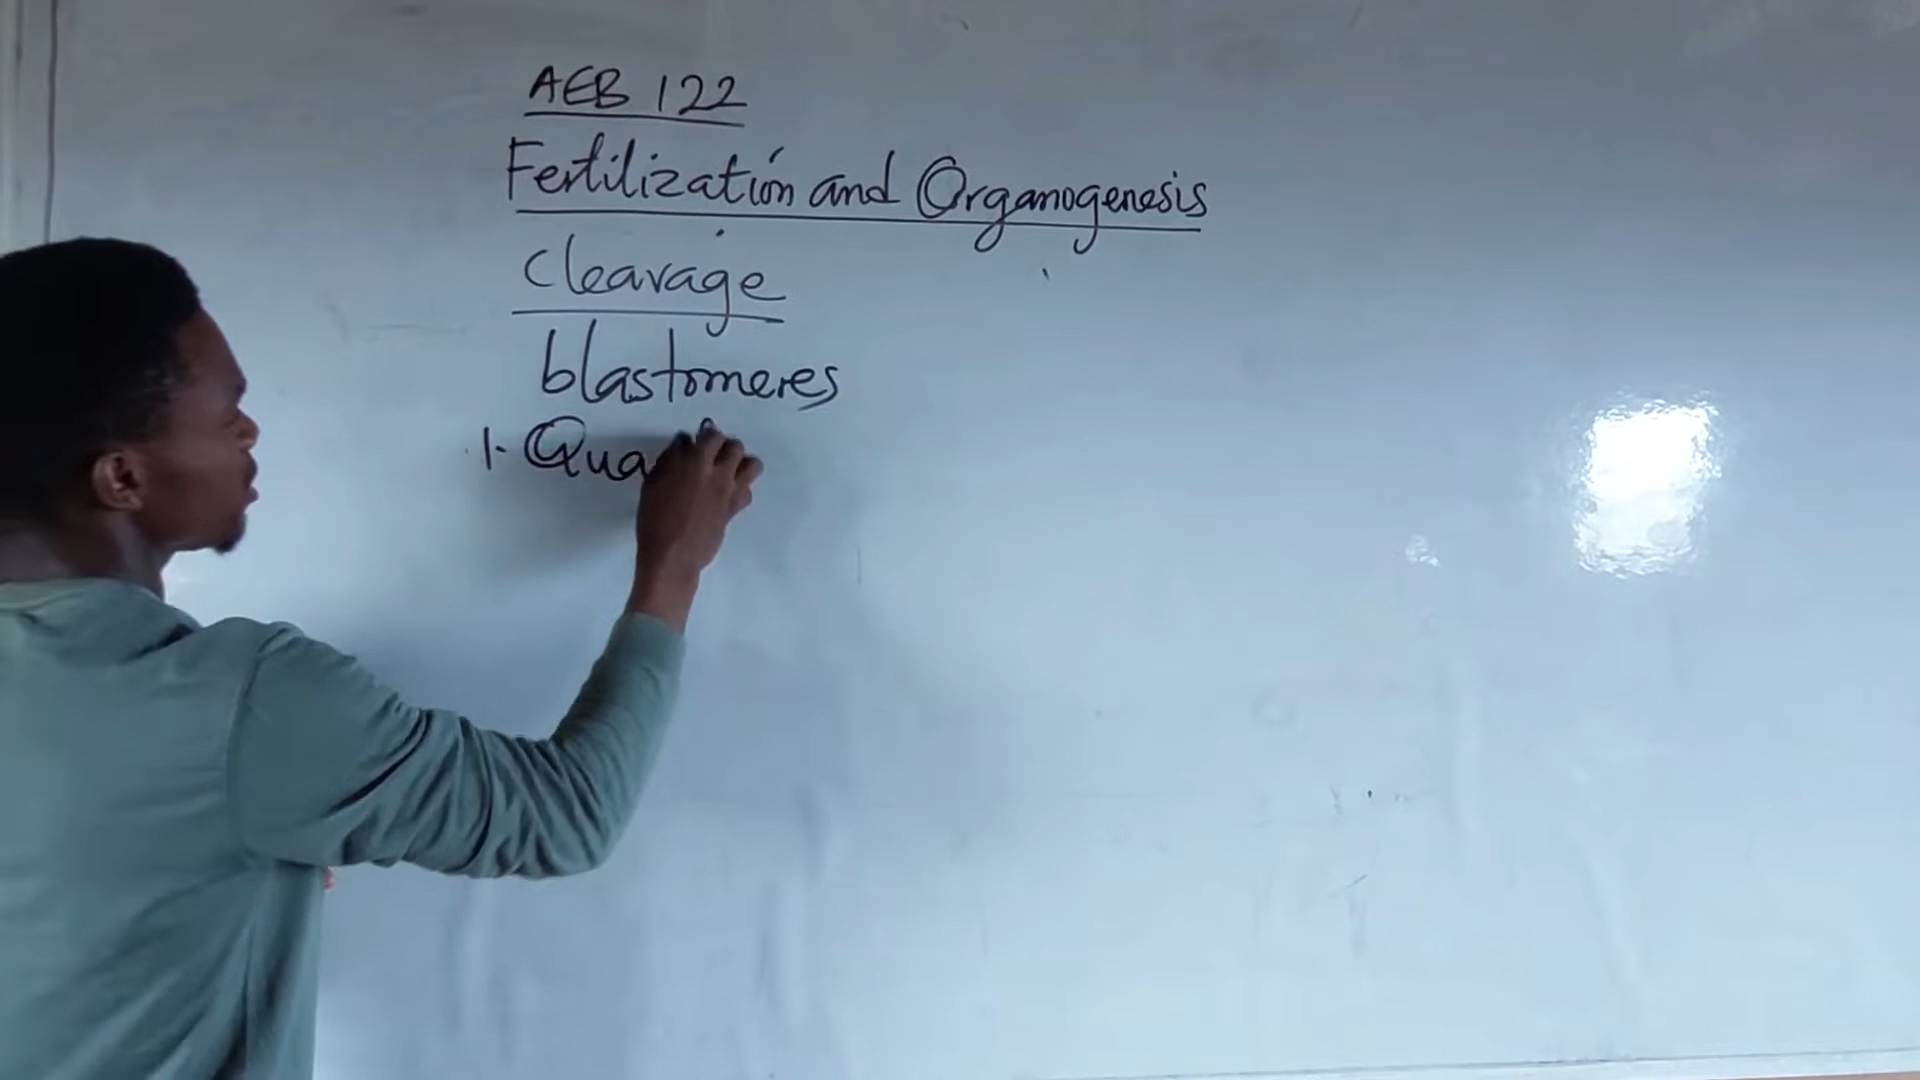 AEB 122
Fertilization and Organogenesis
Cleavage
blastomeres
1. Qua